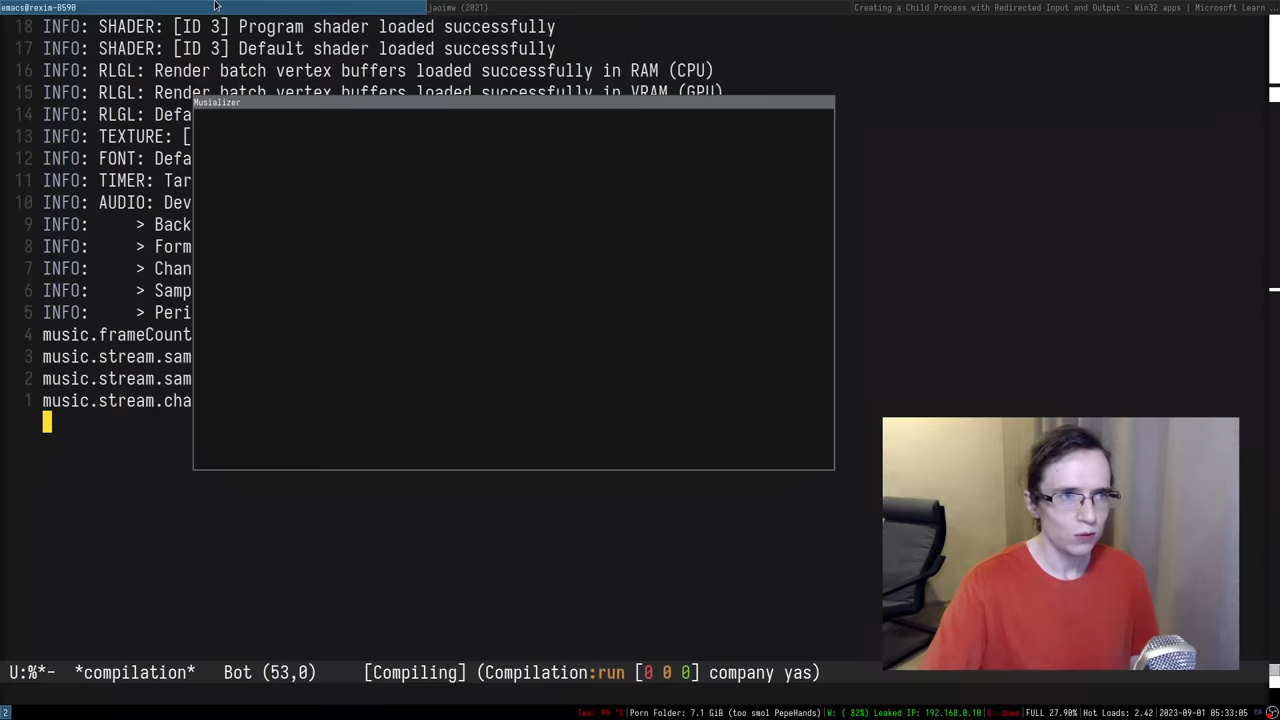 emacs@rexim-B590
jaoimw (2021)
Creating a Child Process with Redirected Input and Output - Win32 apps | Microsoft Learn ...
18 INFO: SHADER: [ID 3] Program shader loaded successfully
17 INFO: SHADER: [ID 3] Default shader loaded successfully
16 INFO: RLGL: Render batch vertex buffers loaded successfully in RAM (CPU)
15 INFO: RLGL: Render batch vertex buffers loaded successfully in VRAM (GPU)
Musializer
14 INFO: RLGL: Defa
13 INFO: TEXTURE: [
12 INFO: FONT: Defa
11 INFO: TIMER: Tar
10 INFO: AUDIO: Dev
9 INFO:     > Back
8 INFO:     > Form
7 INFO:     > Chan
6 INFO:     > Samp
5 INFO:     > Peri
4 music.frameCount
3 music.stream.sam
2 music.stream.sam
1 music.stream.cha
U:%*-  *compilation*   Bot (53,0)     [Compiling] (Compilation:run [0 0 0] company yas)
2
Tea: 99 °C|Porn Folder: 7.1 GiB (too smol PepeHands)|W: ( 82%) Leaked IP: 192.168.0.10|E: down|FULL 27.90%|Hot Loads: 2.42|2023-09-01 05:33:05 EN